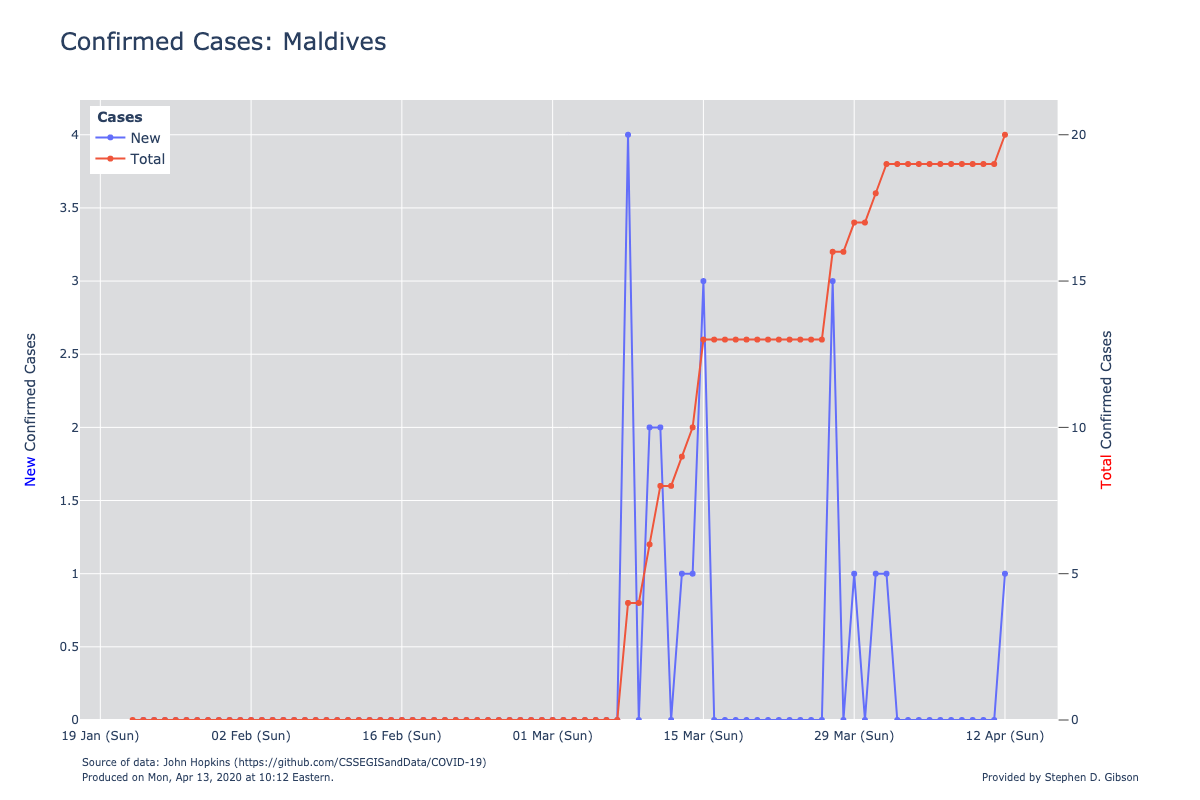 Confirmed Cases: Maldives
Cases
New
Total
4
3.5
3
2.5
2
1.5
1
0.5
0
New Confirmed Cases
20
15
10
5
0
Total Confirmed Cases
19 Jan (Sun) 02 Feb (Sun) 16 Feb (Sun) 01 Mar (Sun) 15 Mar (Sun) 29 Mar (Sun) 12 Apr (Sun)
Source of data: John Hopkins (https://github.com/CSSEGISandData/COVID-19)
Produced on Mon, Apr 13, 2020 at 10:12 Eastern.
Provided by Stephen D. Gibson